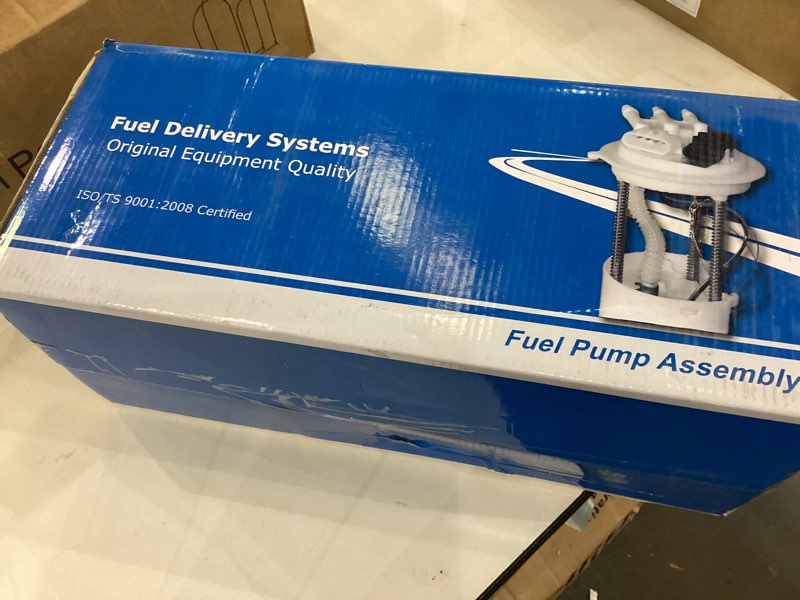 Fuel Delivery Systems
Original Equipment Quality
ISO/TS 9001:2008 Certified
Fuel Pump Assembly